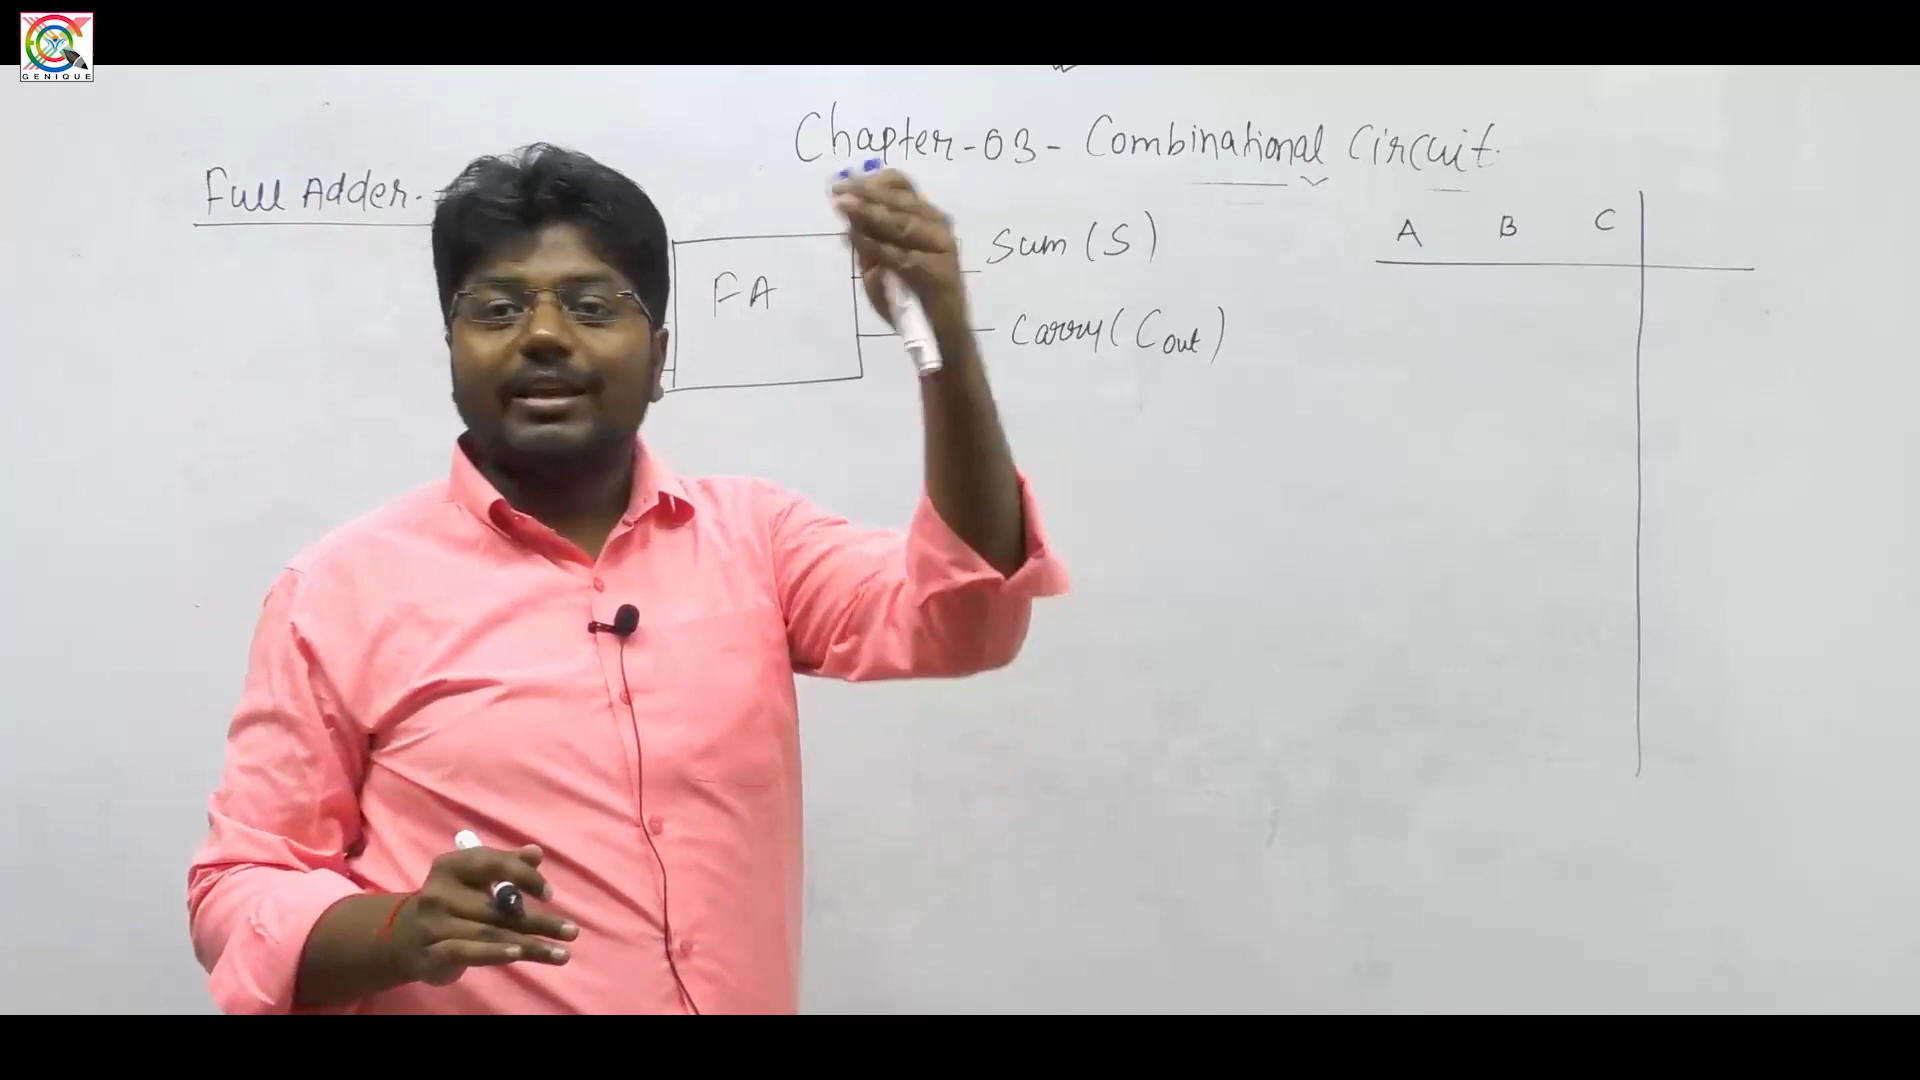 GENIQUE
Chapter-03- Combinational Circuit.
Full Adder.
FA
Sum (S)
Carry (Cout)
A B C